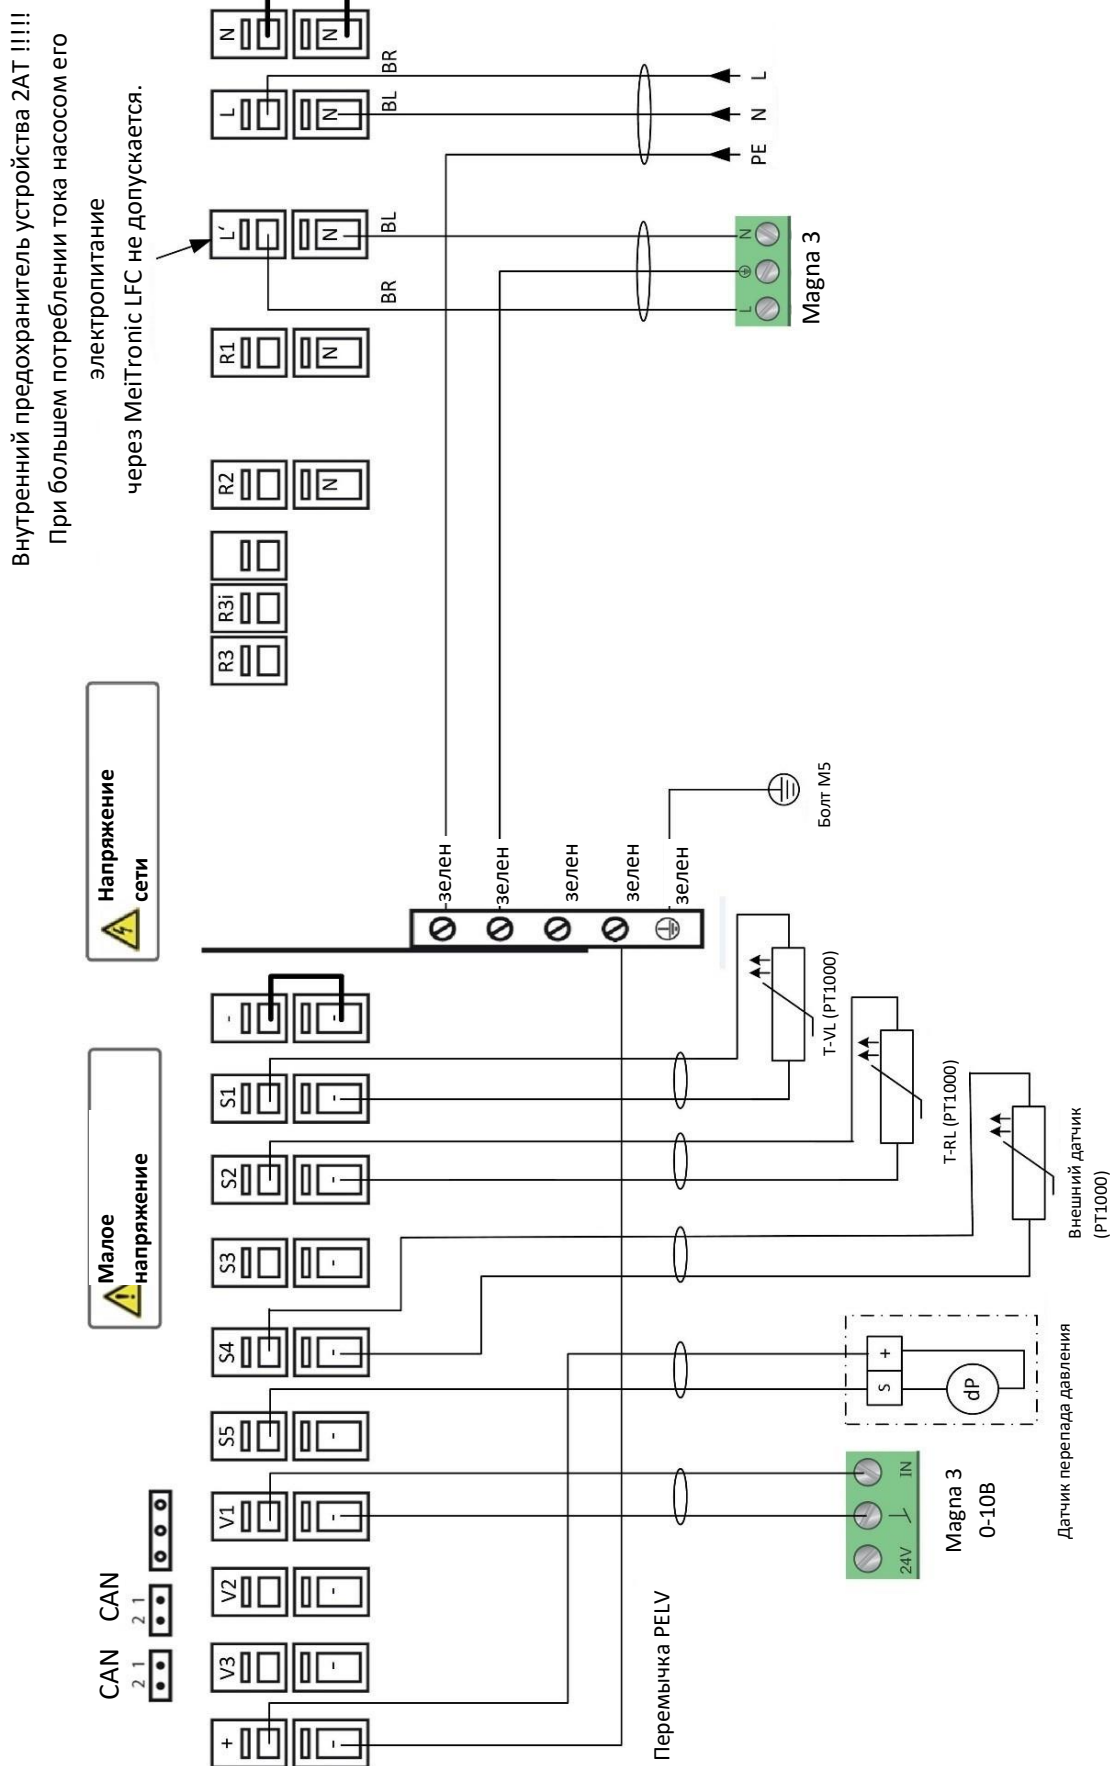 Внутренний предохранитель устройства 2AT !!!!!
При большем потреблении тока насосом его
электропитание
через MeiTronic LFC не допускается.
CAN
2 1
CAN
2 1
Малое
напряжение
Напряжение
сети
+
V3
V2
V1
S5
S4
S3
S2
S1
-
R3
R3i
R2
R1
L´
L
N
-
-
-
-
-
-
-
-
-
-
N
N
N
N
N
BR
BL
BR
BL
зелен
зелен
зелен
зелен
зелен
Болт M5
L
N
PE
L
N
Magna 3
T-VL (PT1000)
T-RL (PT1000)
Внешний датчик
(PT1000)
S
+
dP
Датчик перепада давления
24V
IN
Magna 3
0-10В
Перемычка PELV